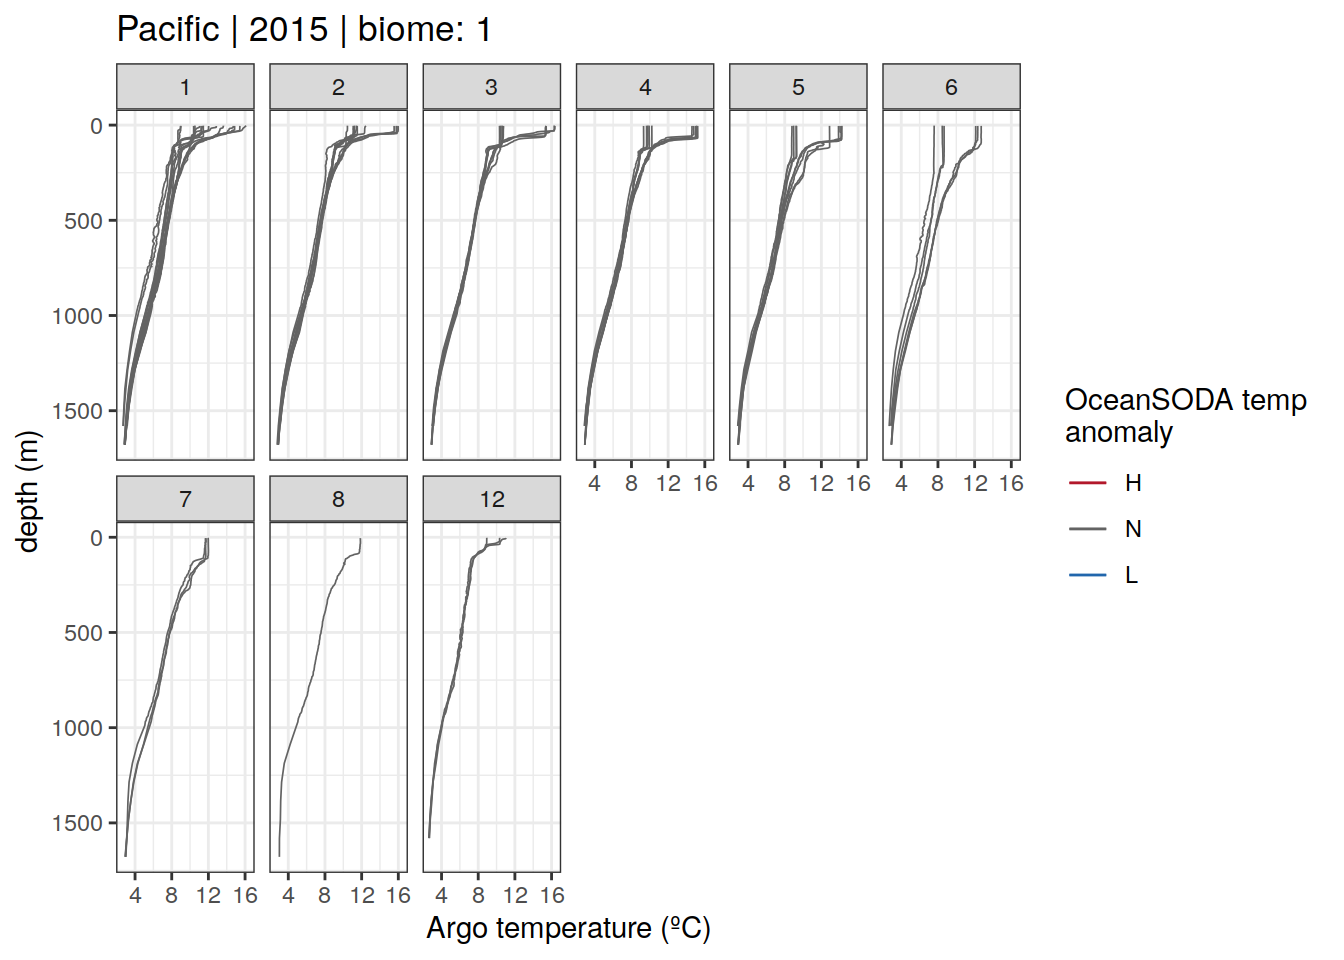 Pacific | 2015 | biome: 1
1 2 3 4 5 6
0
500
1000
1500
4 8 12 16 4 8 12 16 4 8 12 16
7 8 12
0
500
1000
1500
4 8 12 16 4 8 12 16 4 8 12 16
depth (m)
Argo temperature (ºC)
OceanSODA temp
anomaly
H
N
L